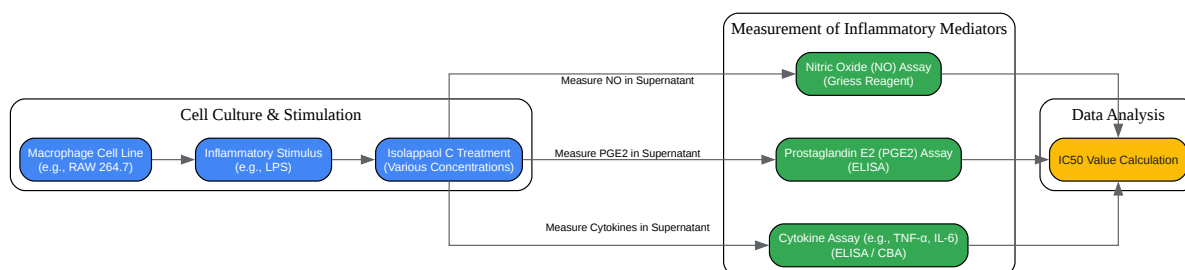 Cell Culture & Stimulation
Macrophage Cell Line
(e.g., RAW 264.7)
Inflammatory Stimulus
(e.g., LPS)
Isolappaol C Treatment
(Various Concentrations)
Measure NO in Supernatant
Measure PGE2 in Supernatant
Measure Cytokines in Supernatant
Measurement of Inflammatory Mediators
Nitric Oxide (NO) Assay
(Griess Reagent)
Prostaglandin E2 (PGE2) Assay
(ELISA)
Cytokine Assay (e.g., TNF-α, IL-6)
(ELISA / CBA)
Data Analysis
IC50 Value Calculation